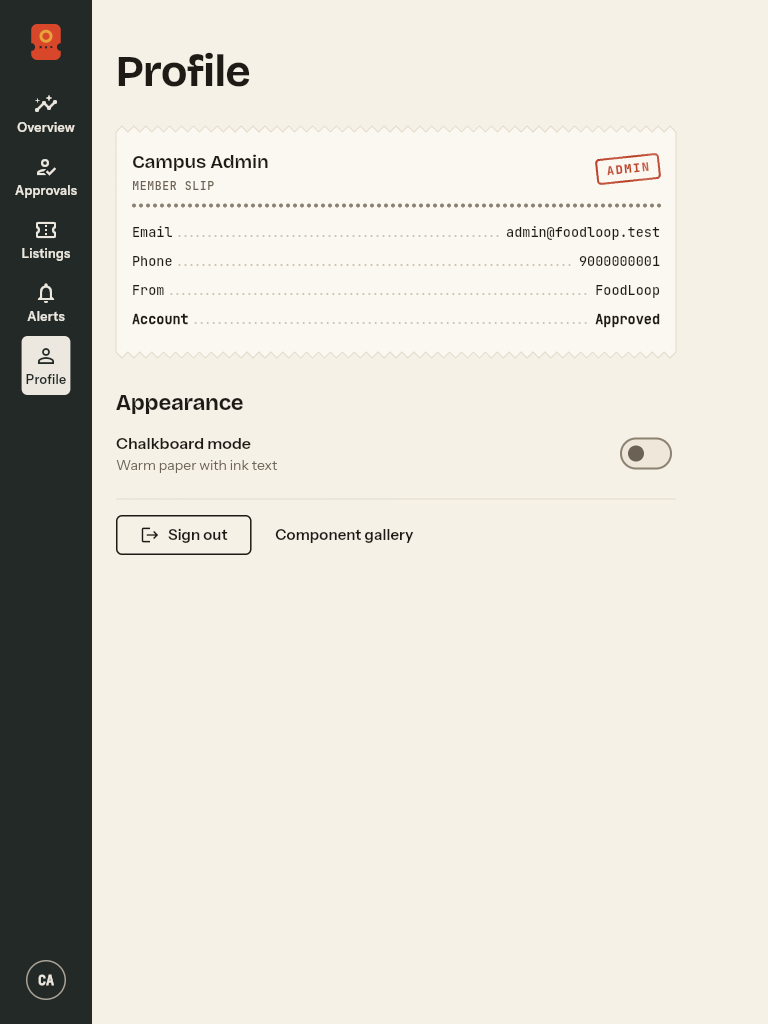 Overview
Approvals
Listings
Alerts
Profile
CA
Profile
Campus Admin
MEMBER SLIP
ADMIN
Email admin@foodloop.test
Phone 9000000001
From FoodLoop
Account Approved
Appearance
Chalkboard mode
Warm paper with ink text
Sign out
Component gallery